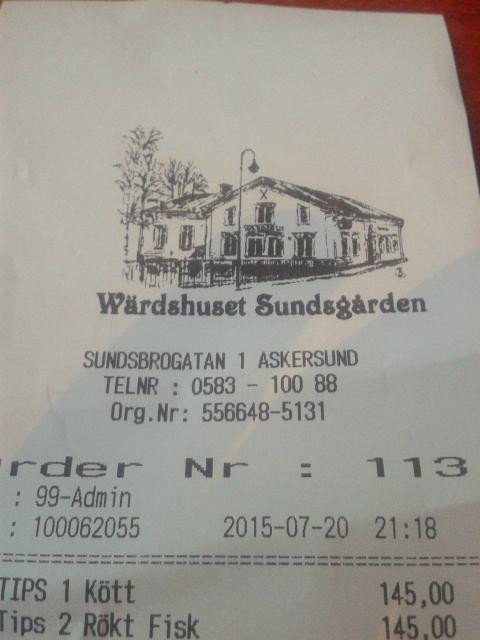 Wärdshuset Sundsgården
SUNDSBROGATAN 1 ASKERSUND
TELNR : 0583 - 100 88
Org.Nr: 556648-5131
rder Nr : 113
: 99-Admin
: 100062055 2015-07-20 21:18
TIPS 1 Kött 145,00
Tips 2 Rökt Fisk 145,00